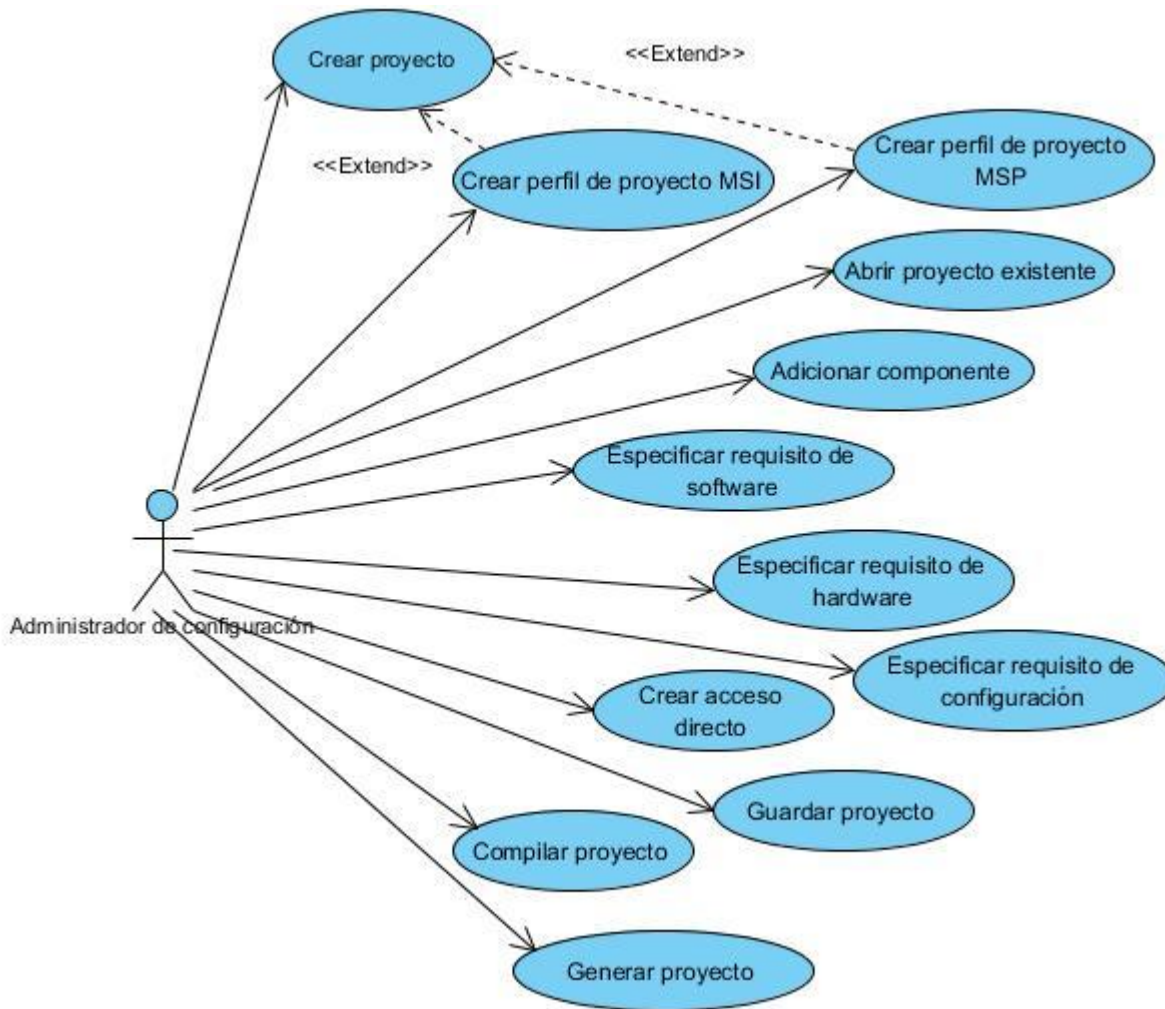 Crear proyecto
<<Extend>>
<<Extend>>
Crear perfil de proyecto MSI
Crear perfil de proyecto
MSP
Abrir proyecto existente
Adicionar componente
Especificar requisito de
software
Especificar requisito de
hardware
Administrador de configuración
Especificar requisito de
configuración
Crear acceso
directo
Guardar proyecto
Compilar proyecto
Generar proyecto